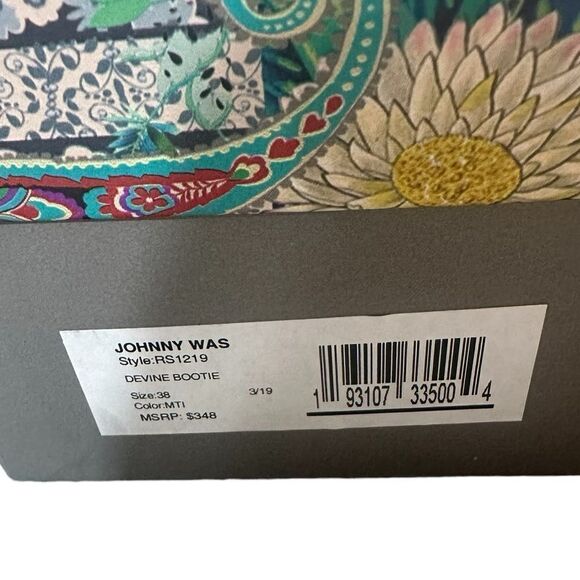 JOHNNY WAS
Style:RS1219
DEVINE BOOTIE
Size:38 3/19
Color:MTI
MSRP: $348
1 93107 33500 4